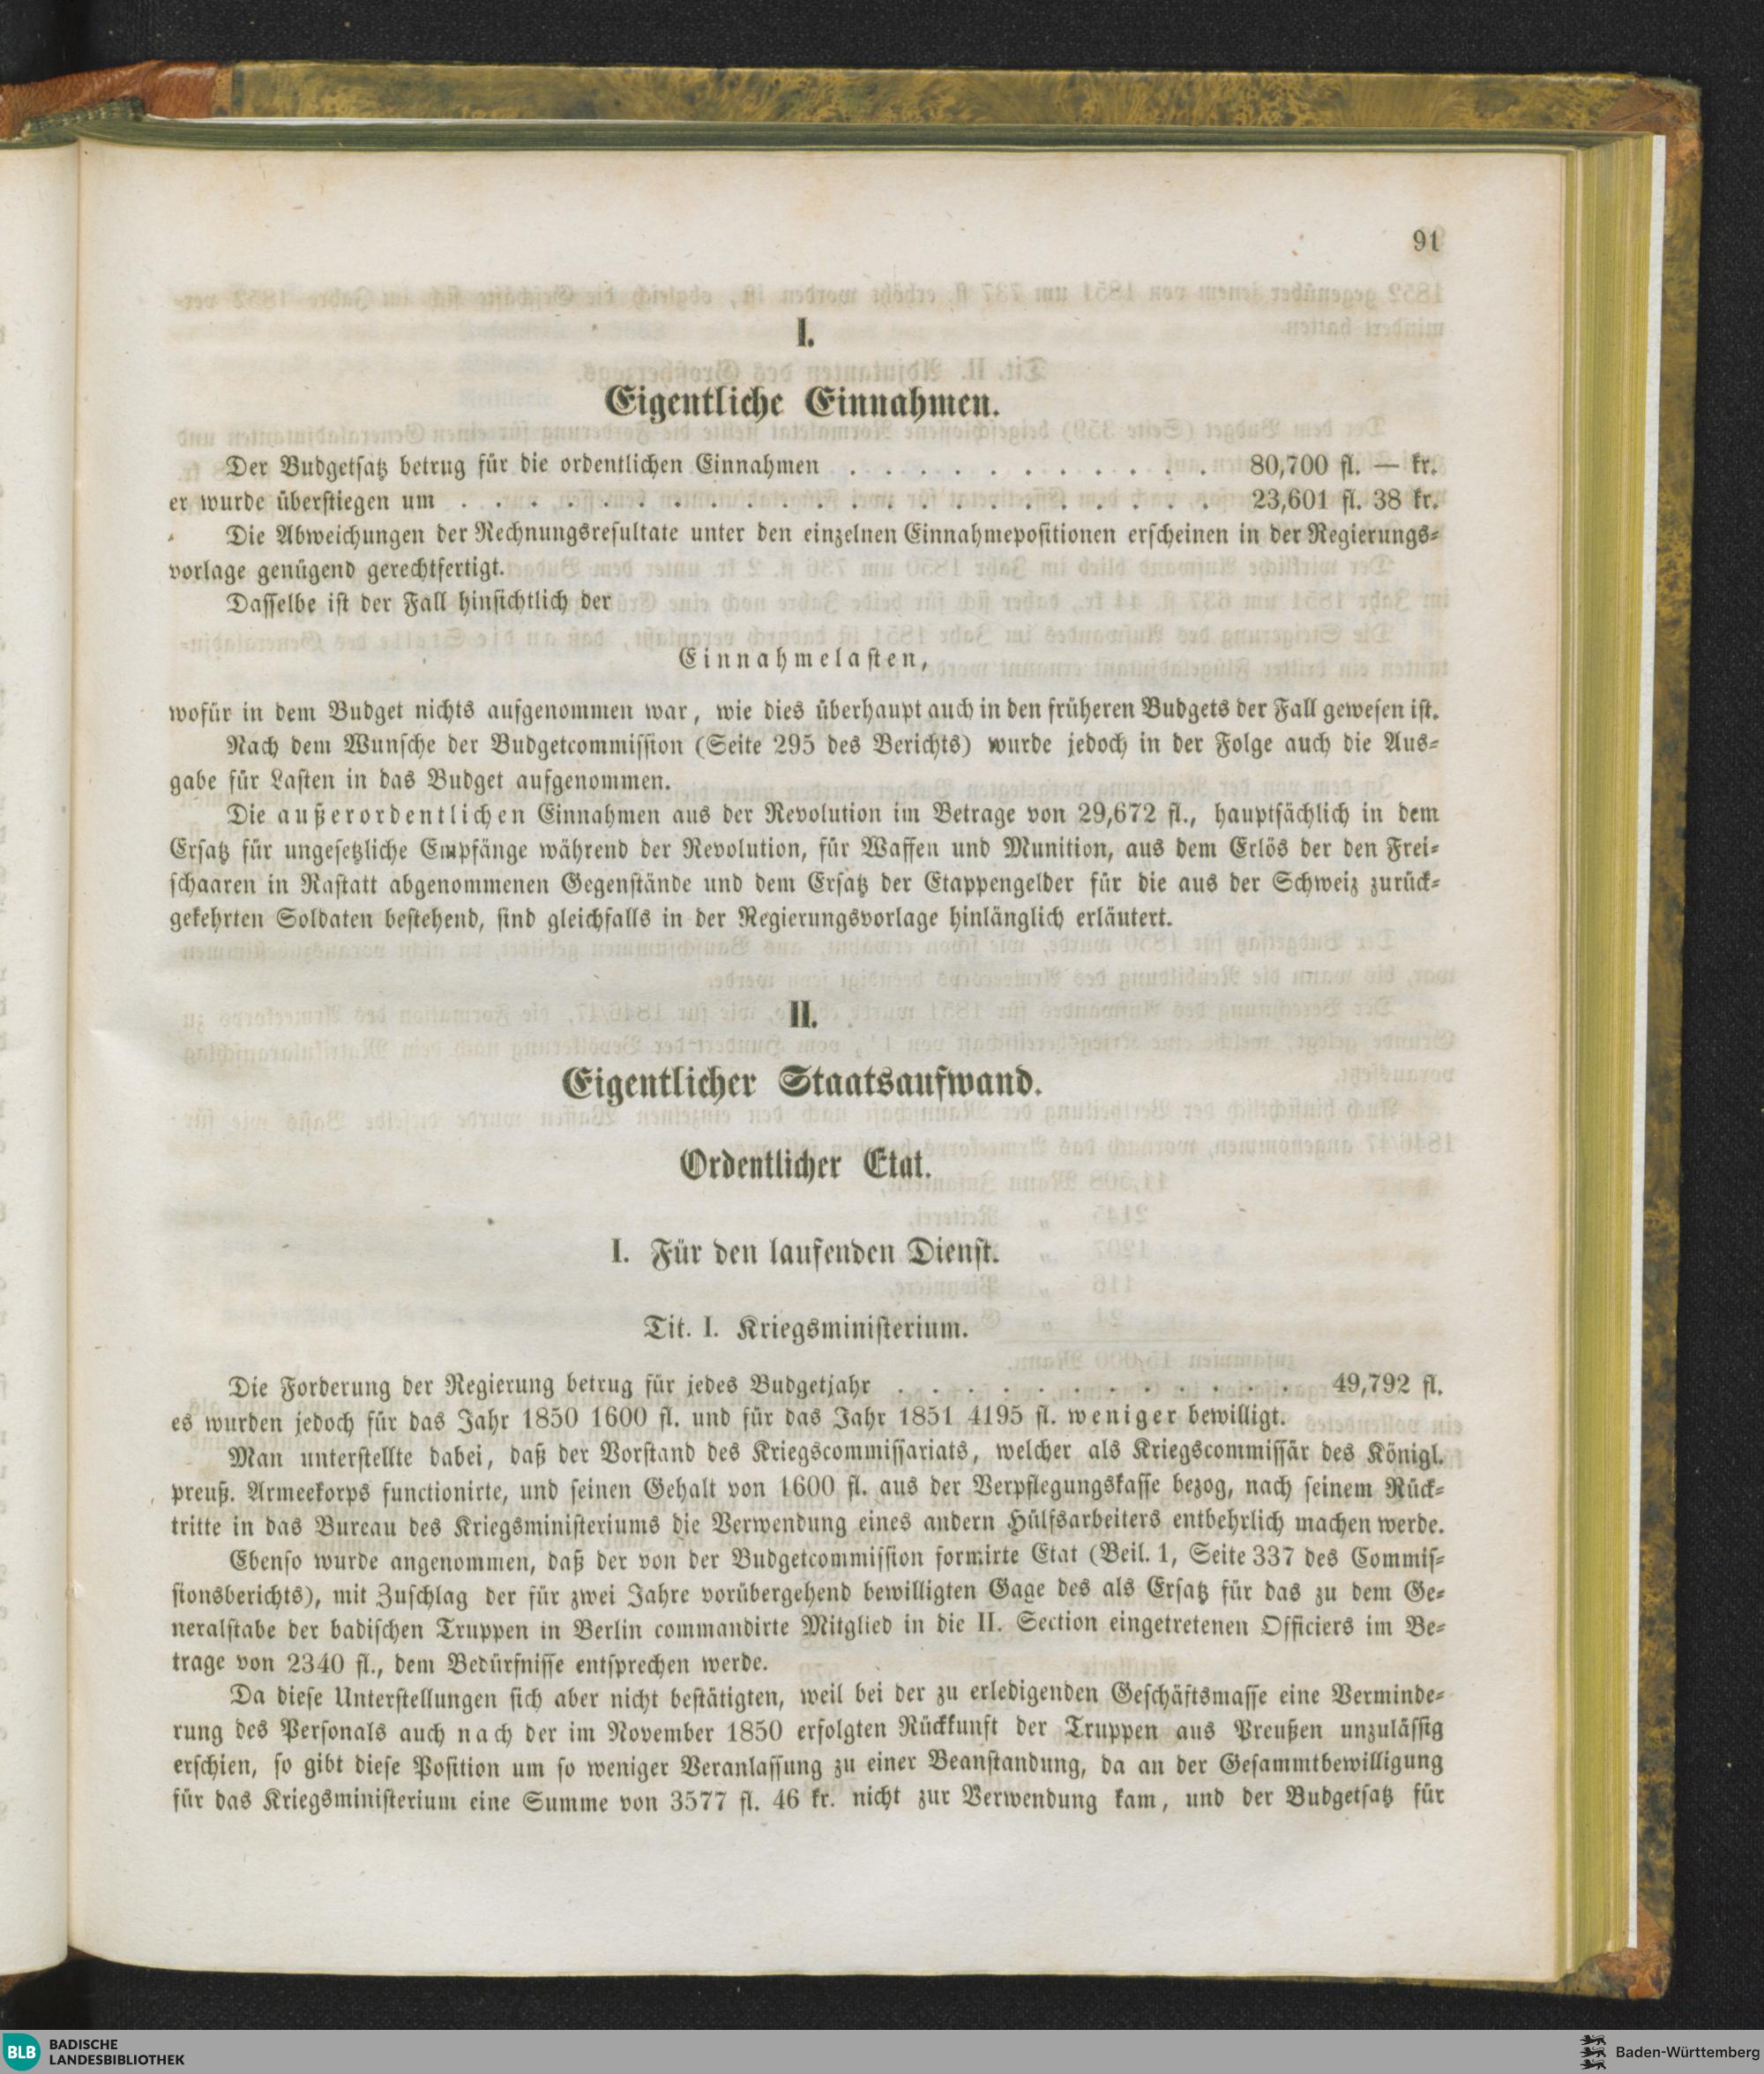 91
I.
Eigentliche Einnahmen.
Der Budgetsatz betrug für die ordentlichen Einnahmen . . . . . . . . . . . 80,700 fl. — kr.
er wurde überstiegen um . . . . . . . . . . . . . . . . . . . . . . 23,601 fl. 38 kr.
Die Abweichungen der Rechnungsresultate unter den einzelnen Einnahmepositionen erscheinen in der Regierungs-
vorlage genügend gerechtfertigt.
Dasselbe ist der Fall hinsichtlich der
Einnahmelasten,
wofür in dem Budget nichts aufgenommen war, wie dies überhaupt auch in den früheren Budgets der Fall gewesen ist.
Nach dem Wunsche der Budgetcommission (Seite 295 des Berichts) wurde jedoch in der Folge auch die Aus-
gabe für Lasten in das Budget aufgenommen.
Die außerordentlichen Einnahmen aus der Revolution im Betrage von 29,672 fl., hauptsächlich in dem
Ersatz für ungesetzliche Empfänge während der Revolution, für Waffen und Munition, aus dem Erlös der den Frei-
schaaren in Rastatt abgenommenen Gegenstände und dem Ersatz der Etappengelder für die aus der Schweiz zurück-
gekehrten Soldaten bestehend, sind gleichfalls in der Regierungsvorlage hinlänglich erläutert.
II.
Eigentlicher Staatsaufwand.
Ordentlicher Etat.
I. Für den laufenden Dienst.
Tit. I. Kriegsministerium.
Die Forderung der Regierung betrug für jedes Budgetjahr . . . . . . . . . . . . 49,792 fl.
es wurden jedoch für das Jahr 1850 1600 fl. und für das Jahr 1851 4195 fl. weniger bewilligt.
Man unterstellte dabei, daß der Vorstand des Kriegscommissariats, welcher als Kriegscommissär des Königl.
preuß. Armeekorps functionirte, und seinen Gehalt von 1600 fl. aus der Verpflegungskasse bezog, nach seinem Rück-
tritte in das Bureau des Kriegsministeriums die Verwendung eines andern Hülfsarbeiters entbehrlich machen werde.
Ebenso wurde angenommen, daß der von der Budgetcommission formirte Etat (Beil. 1, Seite 337 des Commis-
sionsberichts), mit Zuschlag der für zwei Jahre vorübergehend bewilligten Gage des als Ersatz für das zu dem Ge-
neralstabe der badischen Truppen in Berlin commandirte Mitglied in die II. Section eingetretenen Officiers im Be-
trage von 2340 fl., dem Bedürfnisse entsprechen werde.
Da diese Unterstellungen sich aber nicht bestätigten, weil bei der zu erledigenden Geschäftsmasse eine Verminde-
rung des Personals auch nach der im November 1850 erfolgten Rückkunft der Truppen aus Preußen unzulässig
erschien, so gibt diese Position um so weniger Veranlassung zu einer Beanstandung, da an der Gesammtbewilligung
für das Kriegsministerium eine Summe von 3577 fl. 46 kr. nicht zur Verwendung kam, und der Budgetsatz für
BLB BADISCHE
LANDESBIBLIOTHEK
Baden-Württemberg